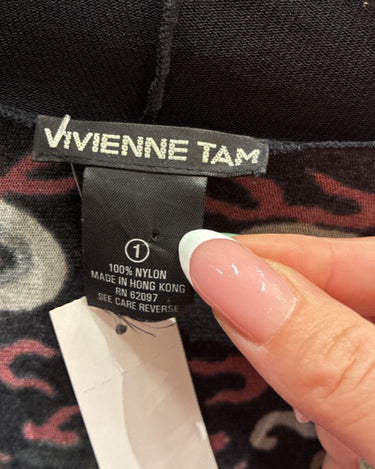 VIVIENNE TAM
1
100% NYLON
MADE IN HONG KONG
RN 62097
SEE CARE REVERSE